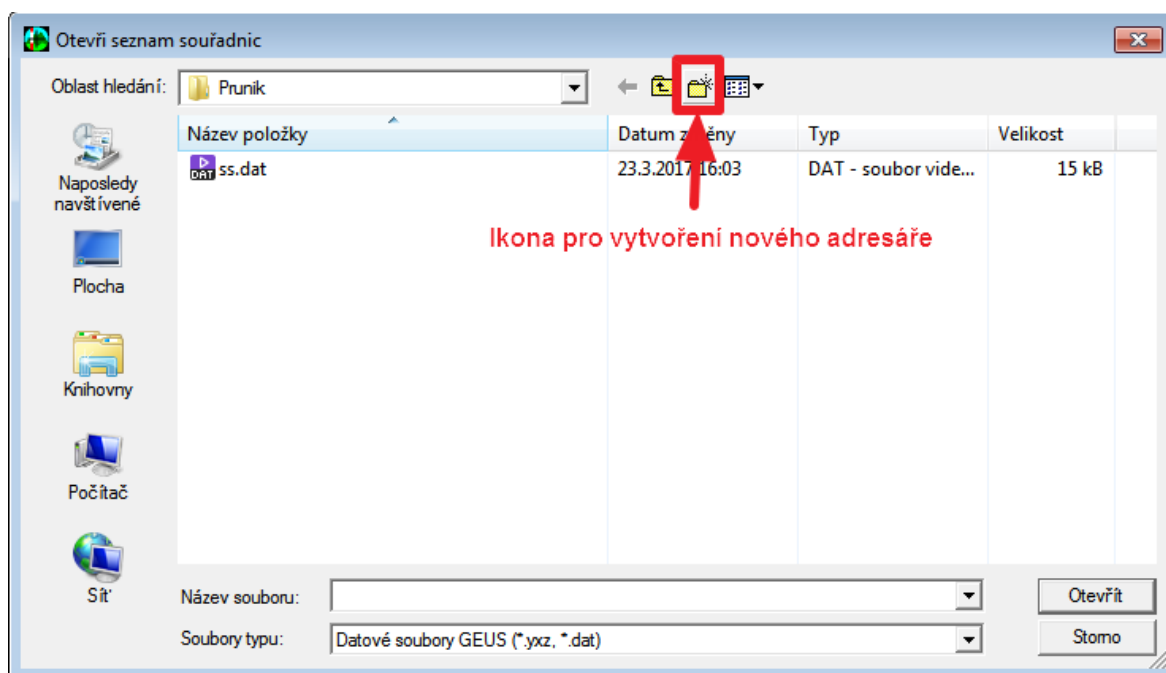 Otevři seznam souřadnic
Oblast hledání: Prunik
Název položky Datum změny Typ Velikost
DAT ss.dat 23.3.2017 16:03 DAT - soubor vide... 15 kB
Naposledy
navštívené
Ikona pro vytvoření nového adresáře
Plocha
Knihovny
Počítač
Síť
Název souboru: Otevřít
Soubory typu: Datové soubory GEUS (*.yxz, *.dat) Storno